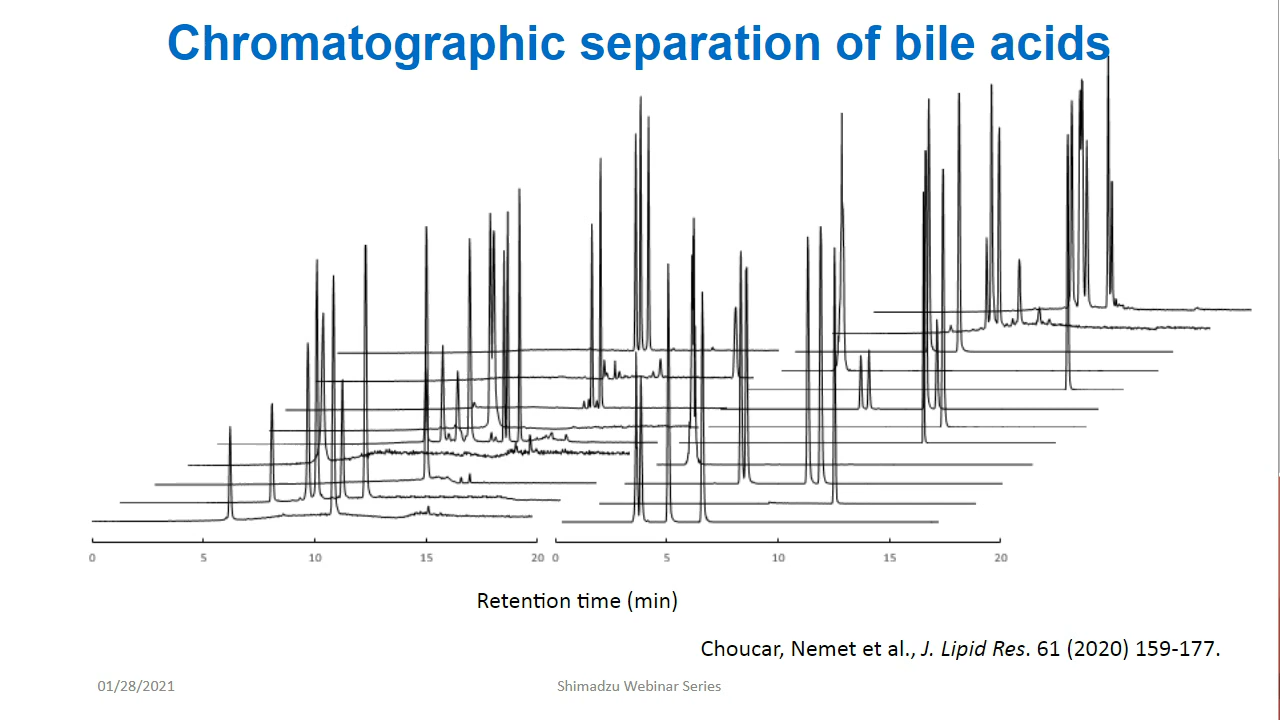 Chromatographic separation of bile acids
0 5 10 15 20 0 5 10 15 20
Retention time (min)
Choucar, Nemet et al., J. Lipid Res. 61 (2020) 159-177.
01/28/2021 Shimadzu Webinar Series